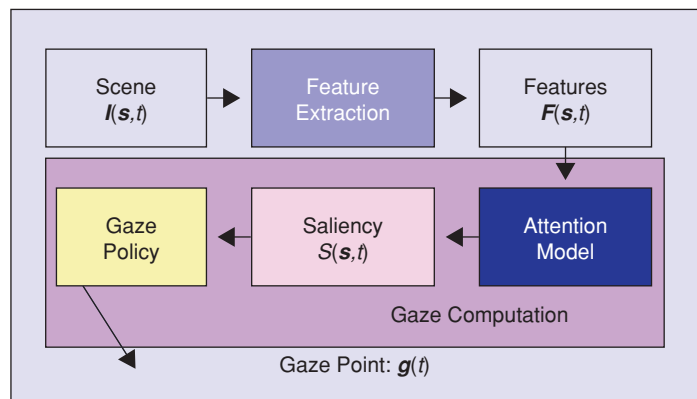 Scene
I(s,t)
Feature
Extraction
Features
F(s,t)
Gaze
Policy
Saliency
S(s,t)
Attention
Model
Gaze Computation
Gaze Point: g(t)